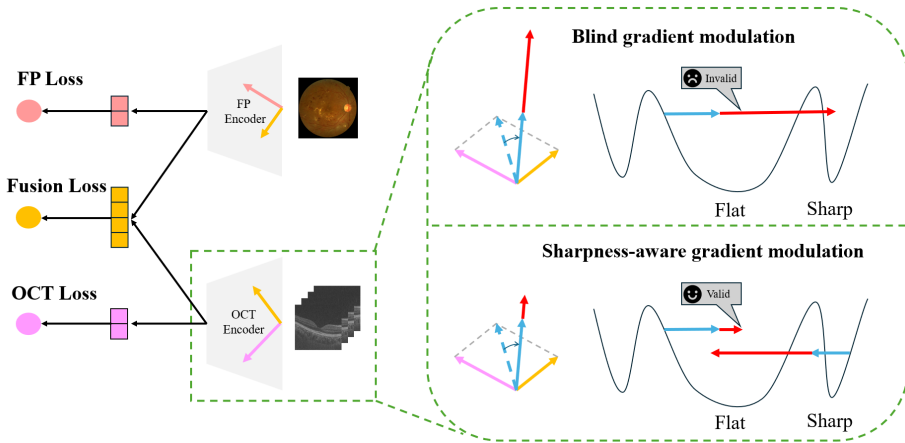 FP Loss
FP
Encoder
Fusion Loss
OCT Loss
OCT
Encoder
Blind gradient modulation
Invalid
Flat
Sharp
Sharpness-aware gradient modulation
Valid
Flat
Sharp